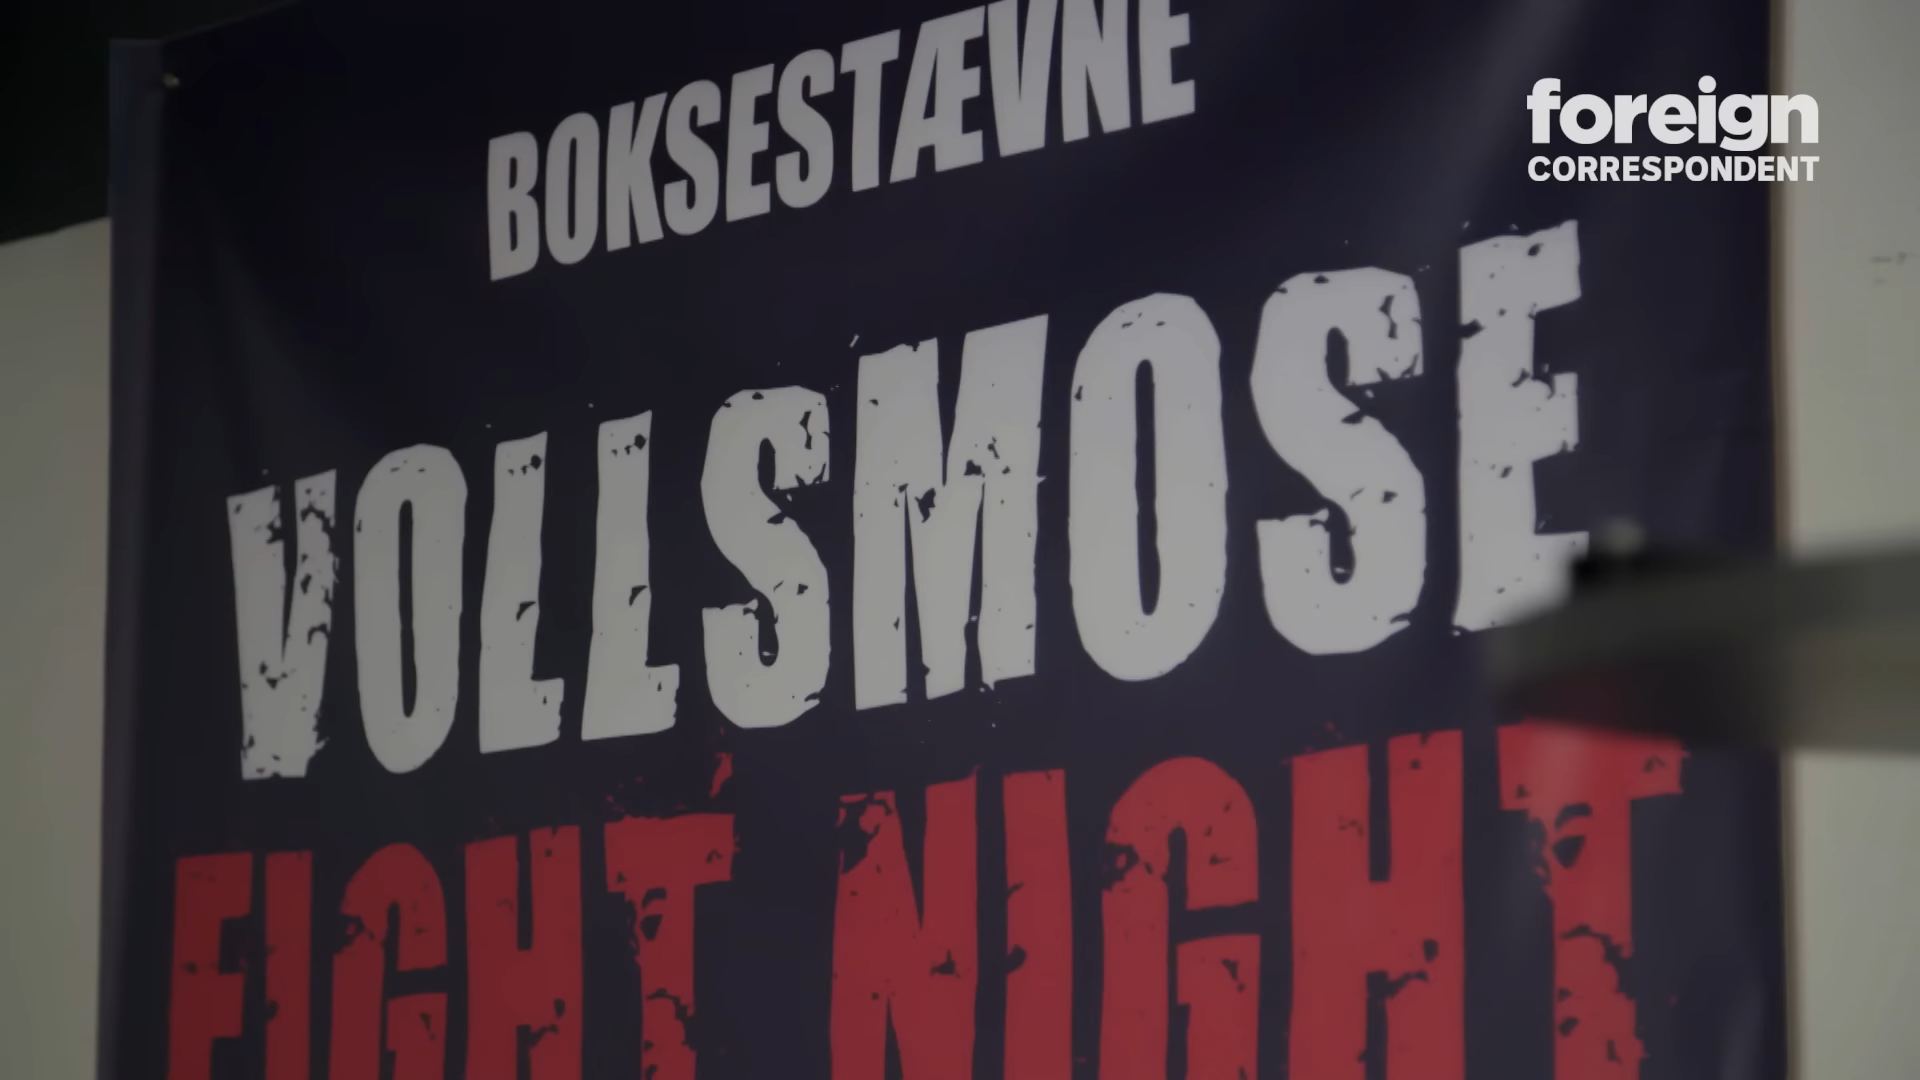 BOKSESTÆVNE
foreign
CORRESPONDENT
VOLLSMOSE
FIGHT NIGHT